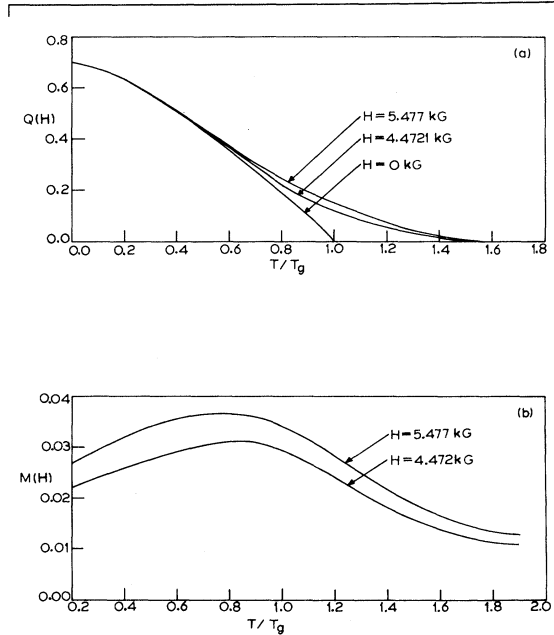 0.8
(a)
0.6
Q(H)
H=5.477 kG
0.4
H=4.4721 kG
H=0 kG
0.2
0.0
0.0 0.2 0.4 0.6 0.8 1.0 1.2 1.4 1.6 1.8
T/Tg
0.04
(b)
H=5.477 kG
0.03
H=4.472kG
M(H)
0.02
0.01
0.00
0.2 0.4 0.6 0.8 1.0 1.2 1.4 1.6 1.8 2.0
T/Tg